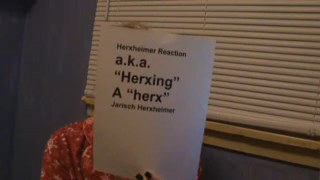 Herxheimer Reaction
a.k.a.
“Herxing”
A “herx”
Jarisch Herxheimer